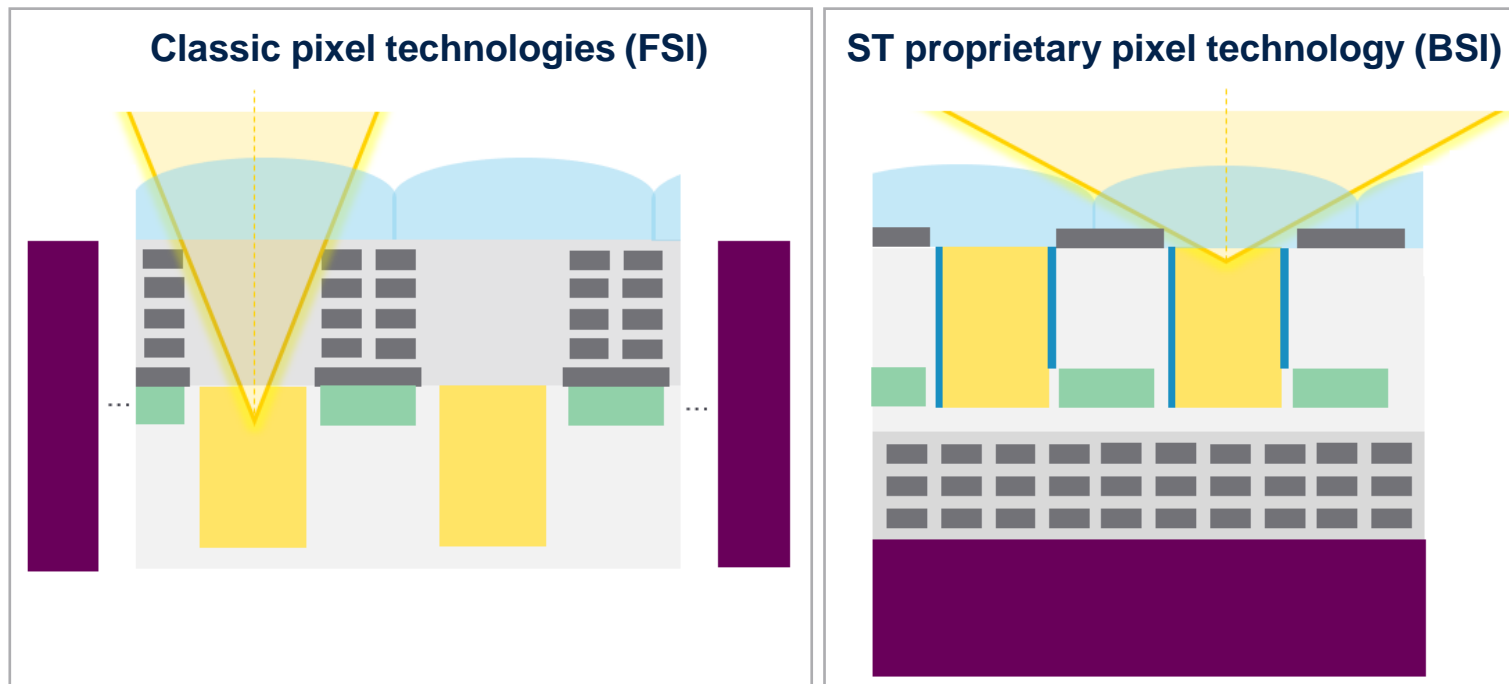 Classic pixel technologies (FSI)
ST proprietary pixel technology (BSI)
... ...